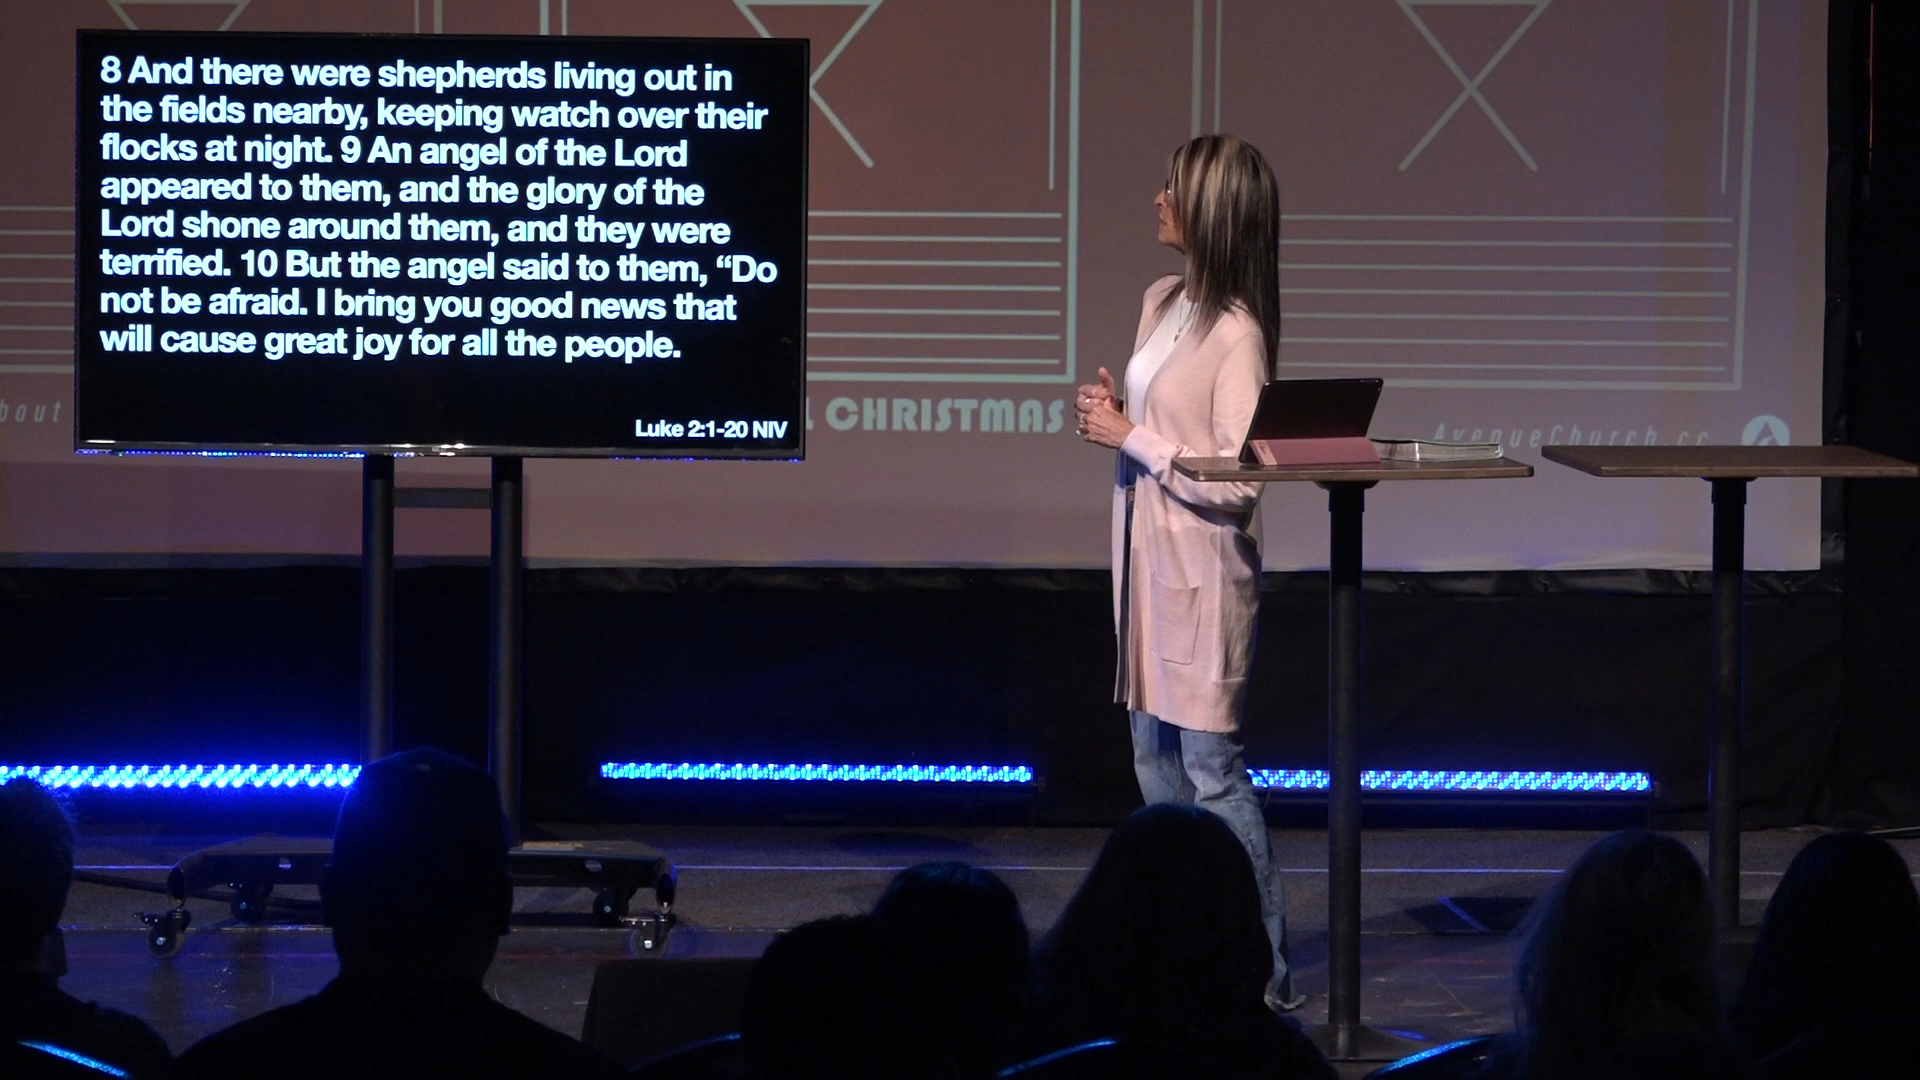 8 And there were shepherds living out in
the fields nearby, keeping watch over their
flocks at night. 9 An angel of the Lord
appeared to them, and the glory of the
Lord shone around them, and they were
terrified. 10 But the angel said to them, “Do
not be afraid. I bring you good news that
will cause great joy for all the people.
Luke 2:1-20 NIV
bout
L CHRISTMAS
AvenueChurch.cc